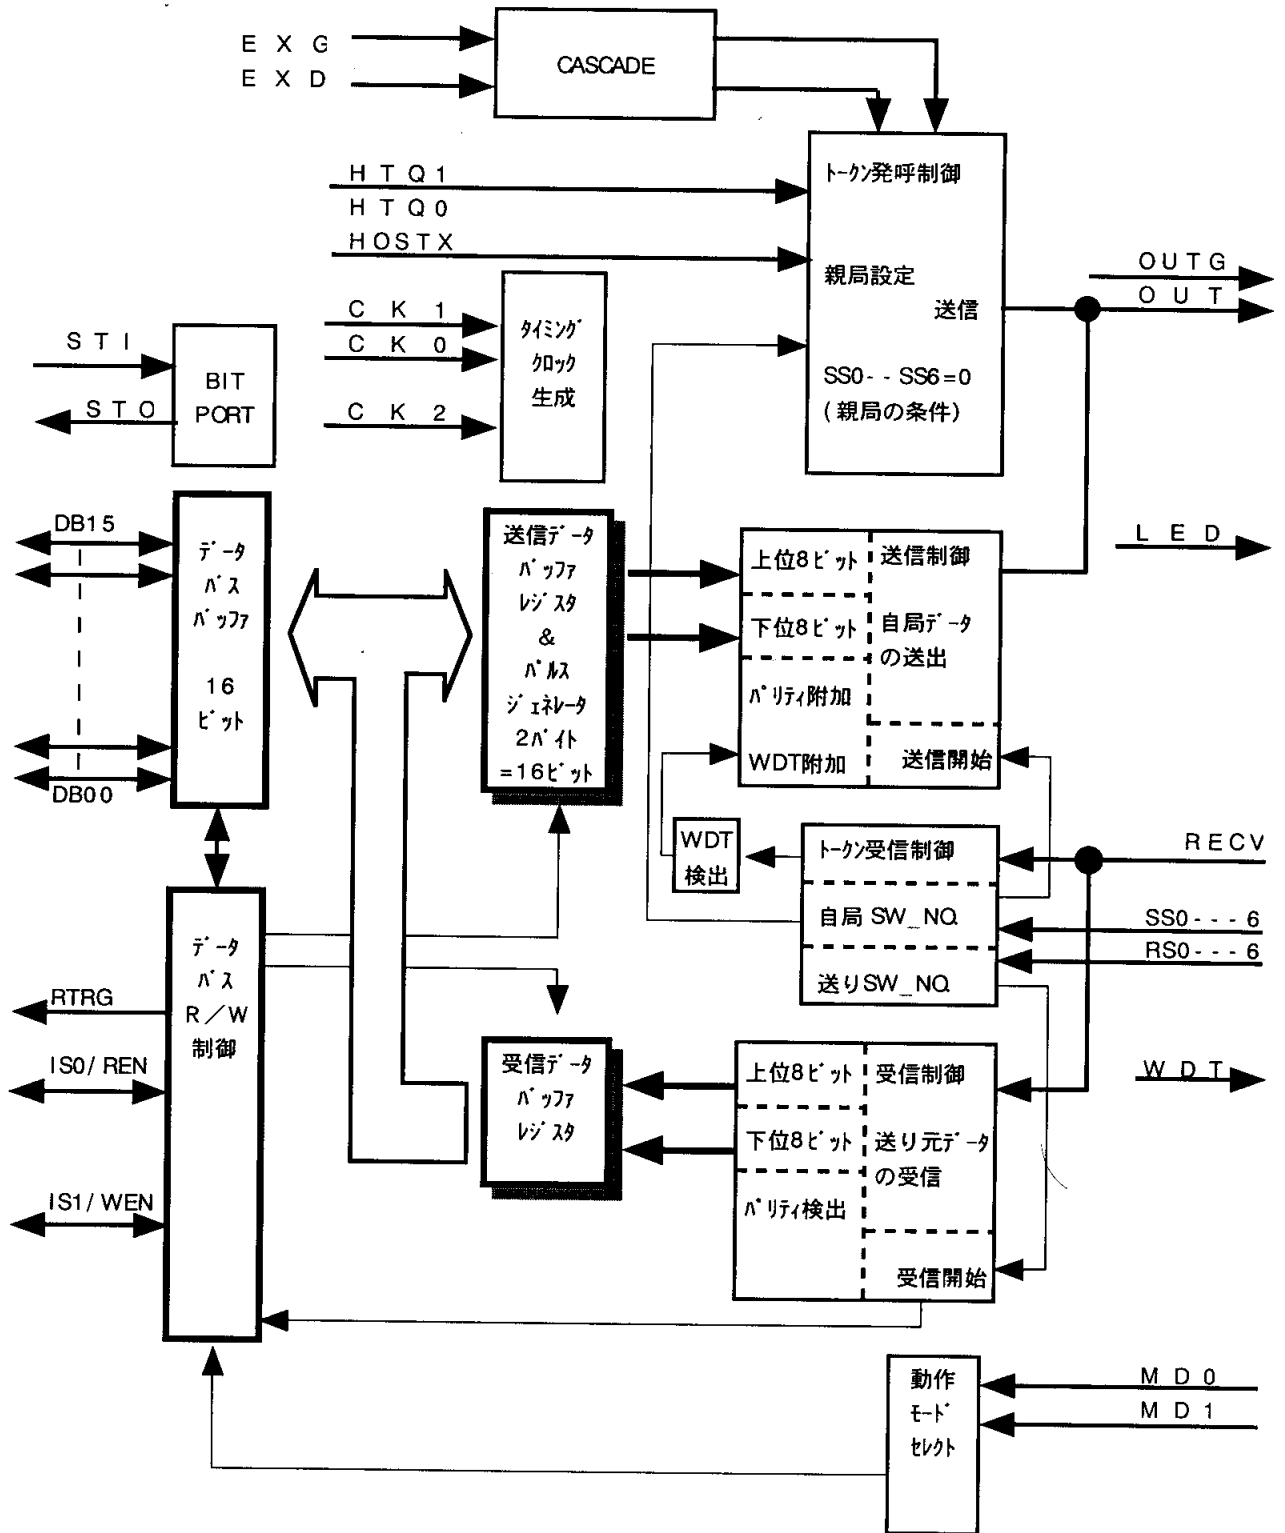 EXG
EXD
CASCADE
HTQ1
HTQ0
HOSTX
トークン発呼制御
親局設定
送信
SS0--SS6=0
(親局の条件)
OUTG
OUT
CK1
CK0
CK2
タイミング
クロック
生成
STI
STO
BIT
PORT
DB15
DB00
データ
バス
バッファ
16
ビット
送信データ
バッファ
レジスタ
&
パルス
ジェネレータ
2バイト
=16ビット
上位8ビット
下位8ビット
パリティ附加
WDT附加
送信制御
自局データ
の送出
送信開始
LED
WDT
検出
トークン受信制御
自局 SW_NO.
送りSW_NO.
RECV
SS0---6
RS0---6
データ
バス
R/W
制御
RTRG
IS0/REN
IS1/WEN
受信データ
バッファ
レジスタ
上位8ビット
下位8ビット
パリティ検出
受信制御
送り元データ
の受信
受信開始
WDT
動作
モード
セレクト
MD0
MD1